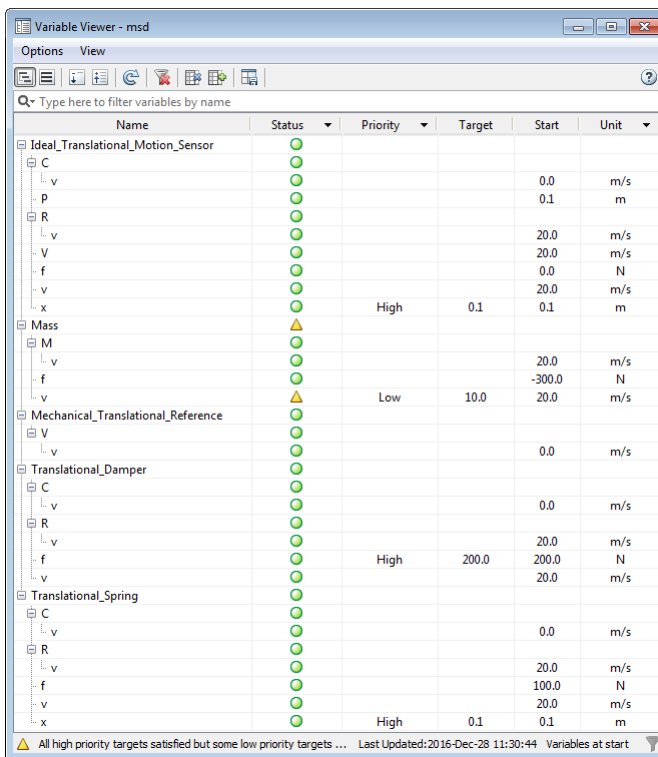 Variable Viewer - msd
Options View
Type here to filter variables by name
Name Status Priority Target Start Unit
Ideal_Translational_Motion_Sensor
C
v 0.0 m/s
P 0.1 m
R
v 20.0 m/s
V 20.0 m/s
f 0.0 N
v 20.0 m/s
x High 0.1 0.1 m
Mass
M
v 20.0 m/s
f -300.0 N
v Low 10.0 20.0 m/s
Mechanical_Translational_Reference
V
v 0.0 m/s
Translational_Damper
C
v 0.0 m/s
R
v 20.0 m/s
f High 200.0 200.0 N
v 20.0 m/s
Translational_Spring
C
v 0.0 m/s
R
v 20.0 m/s
f 100.0 N
v 20.0 m/s
x High 0.1 0.1 m
All high priority targets satisfied but some low priority targets ... Last Updated:2016-Dec-28 11:30:44 Variables at start